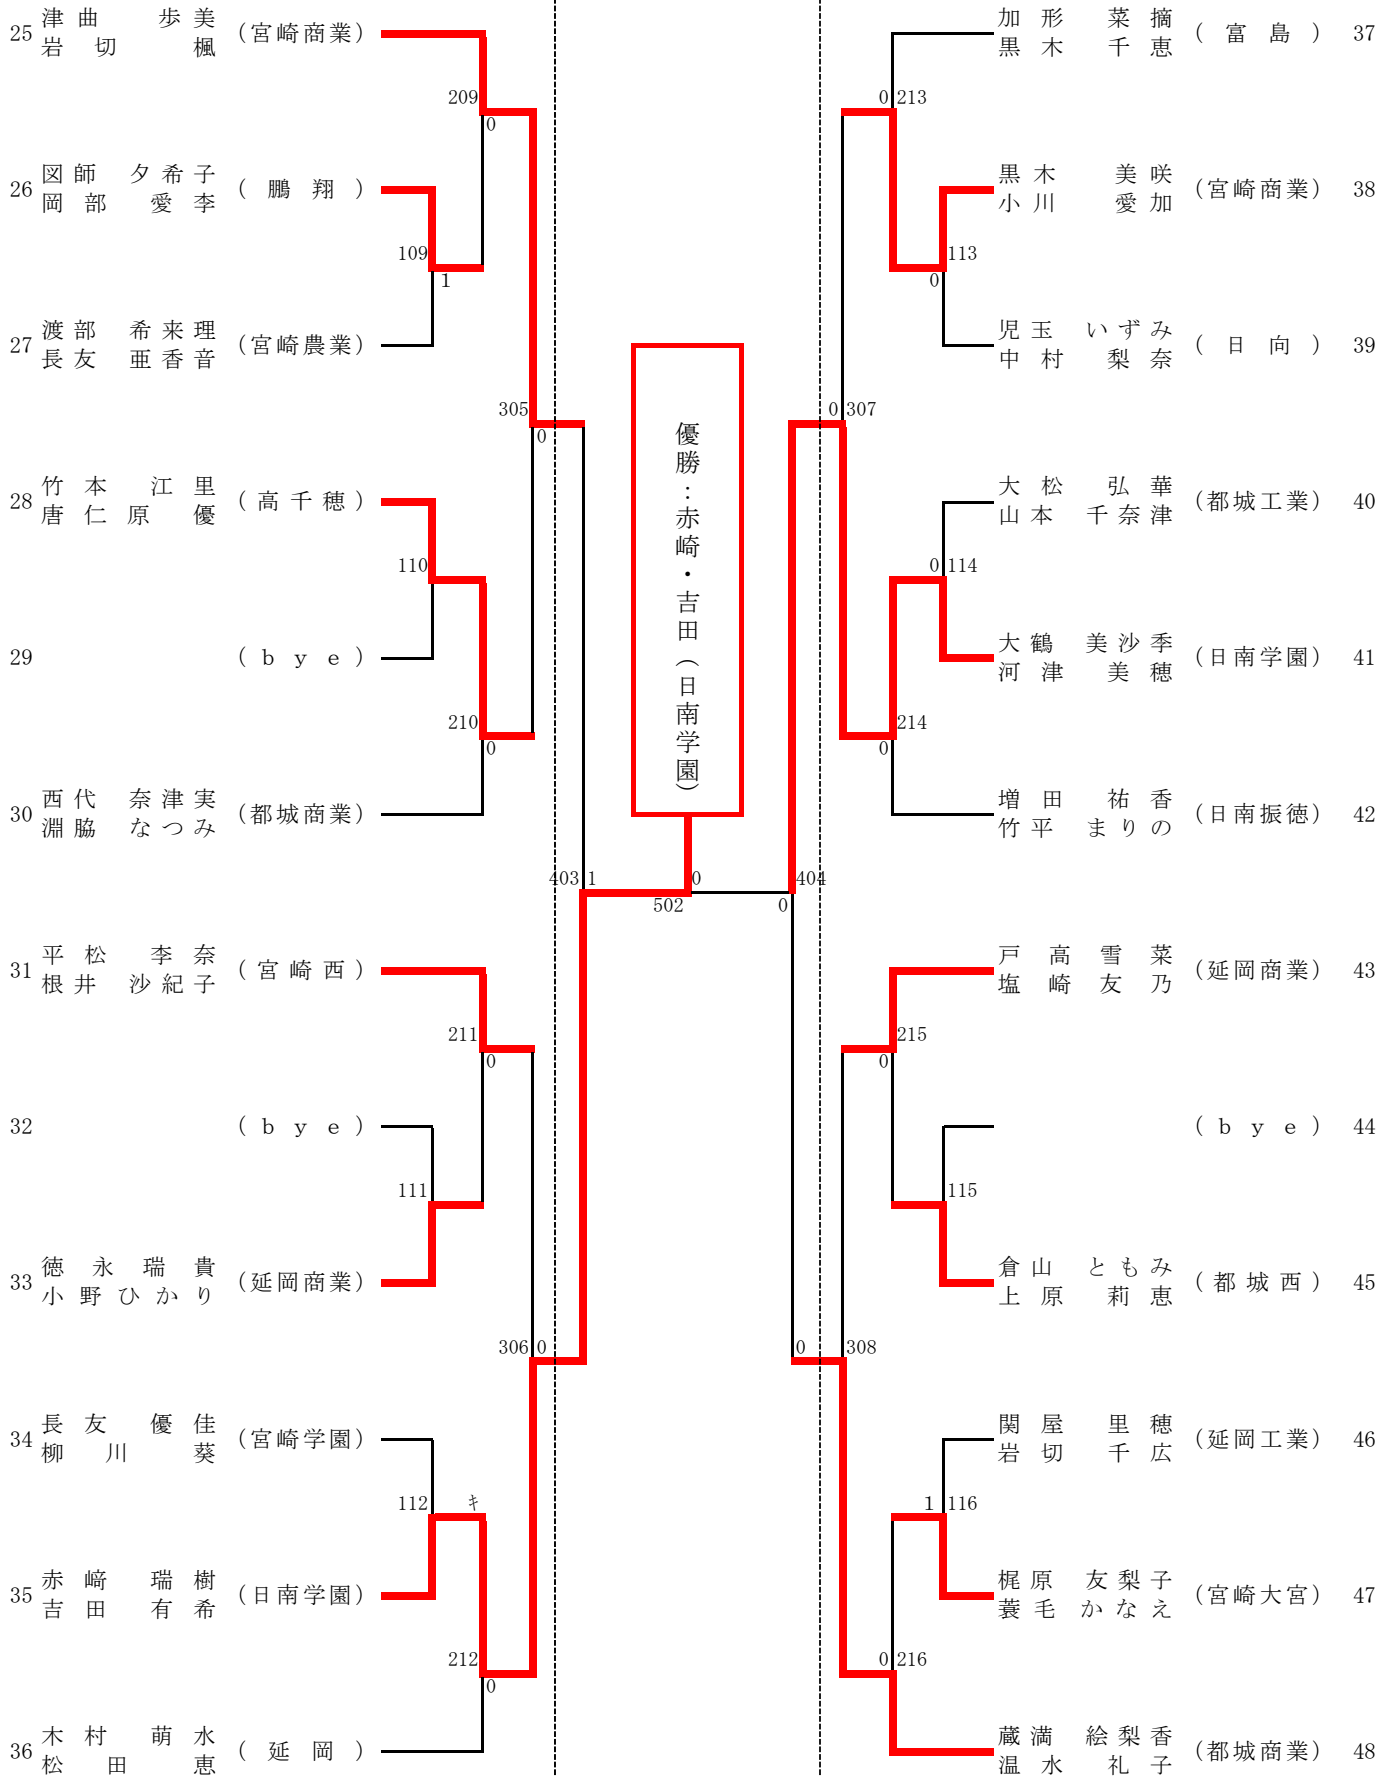 25 津曲 歩美 (宮崎商業)
岩切 楓
209
0
26 図師 夕希子 (鵬翔)
岡部 愛李
109
1
27 渡部 希来理 (宮崎農業)
長友 亜香音
305
0
28 竹本 江里 (高千穂)
唐仁原 優
110
29 (bye)
210
0
30 西代 奈津実 (都城商業)
淵脇 なつみ
403 1
31 平松 李奈 (宮崎西)
根井 沙紀子
211
0
32 (bye)
111
33 徳永 瑞貴 (延岡商業)
小野 ひかり
306 0
34 長友 優佳 (宮崎学園)
柳川 葵
112 キ
35 赤﨑 瑞樹 (日南学園)
吉田 有希
212
0
36 木村 萌水 (延岡)
松田 恵
優勝:赤崎・吉田(日南学園)
0
502
加形 菜摘 (富島) 37
黒木 千恵
0 213
黒木 美咲 (宮崎商業) 38
小川 愛加
113
0
児玉 いずみ (日向) 39
中村 梨奈
0 307
大松 弘華 (都城工業) 40
山本 千奈津
0 114
大鶴 美沙季 (日南学園) 41
河津 美穂
214
0
増田 祐香 (日南振徳) 42
竹平 まりの
404
0
戸高 雪菜 (延岡商業) 43
塩崎 友乃
215
0
(bye) 44
115
倉山 ともみ (都城西) 45
上原 莉恵
0 308
関屋 里穂 (延岡工業) 46
岩切 千広
1 116
梶原 友梨子 (宮崎大宮) 47
蓑毛 かなえ
0 216
蔵満 絵梨香 (都城商業) 48
温水 礼子